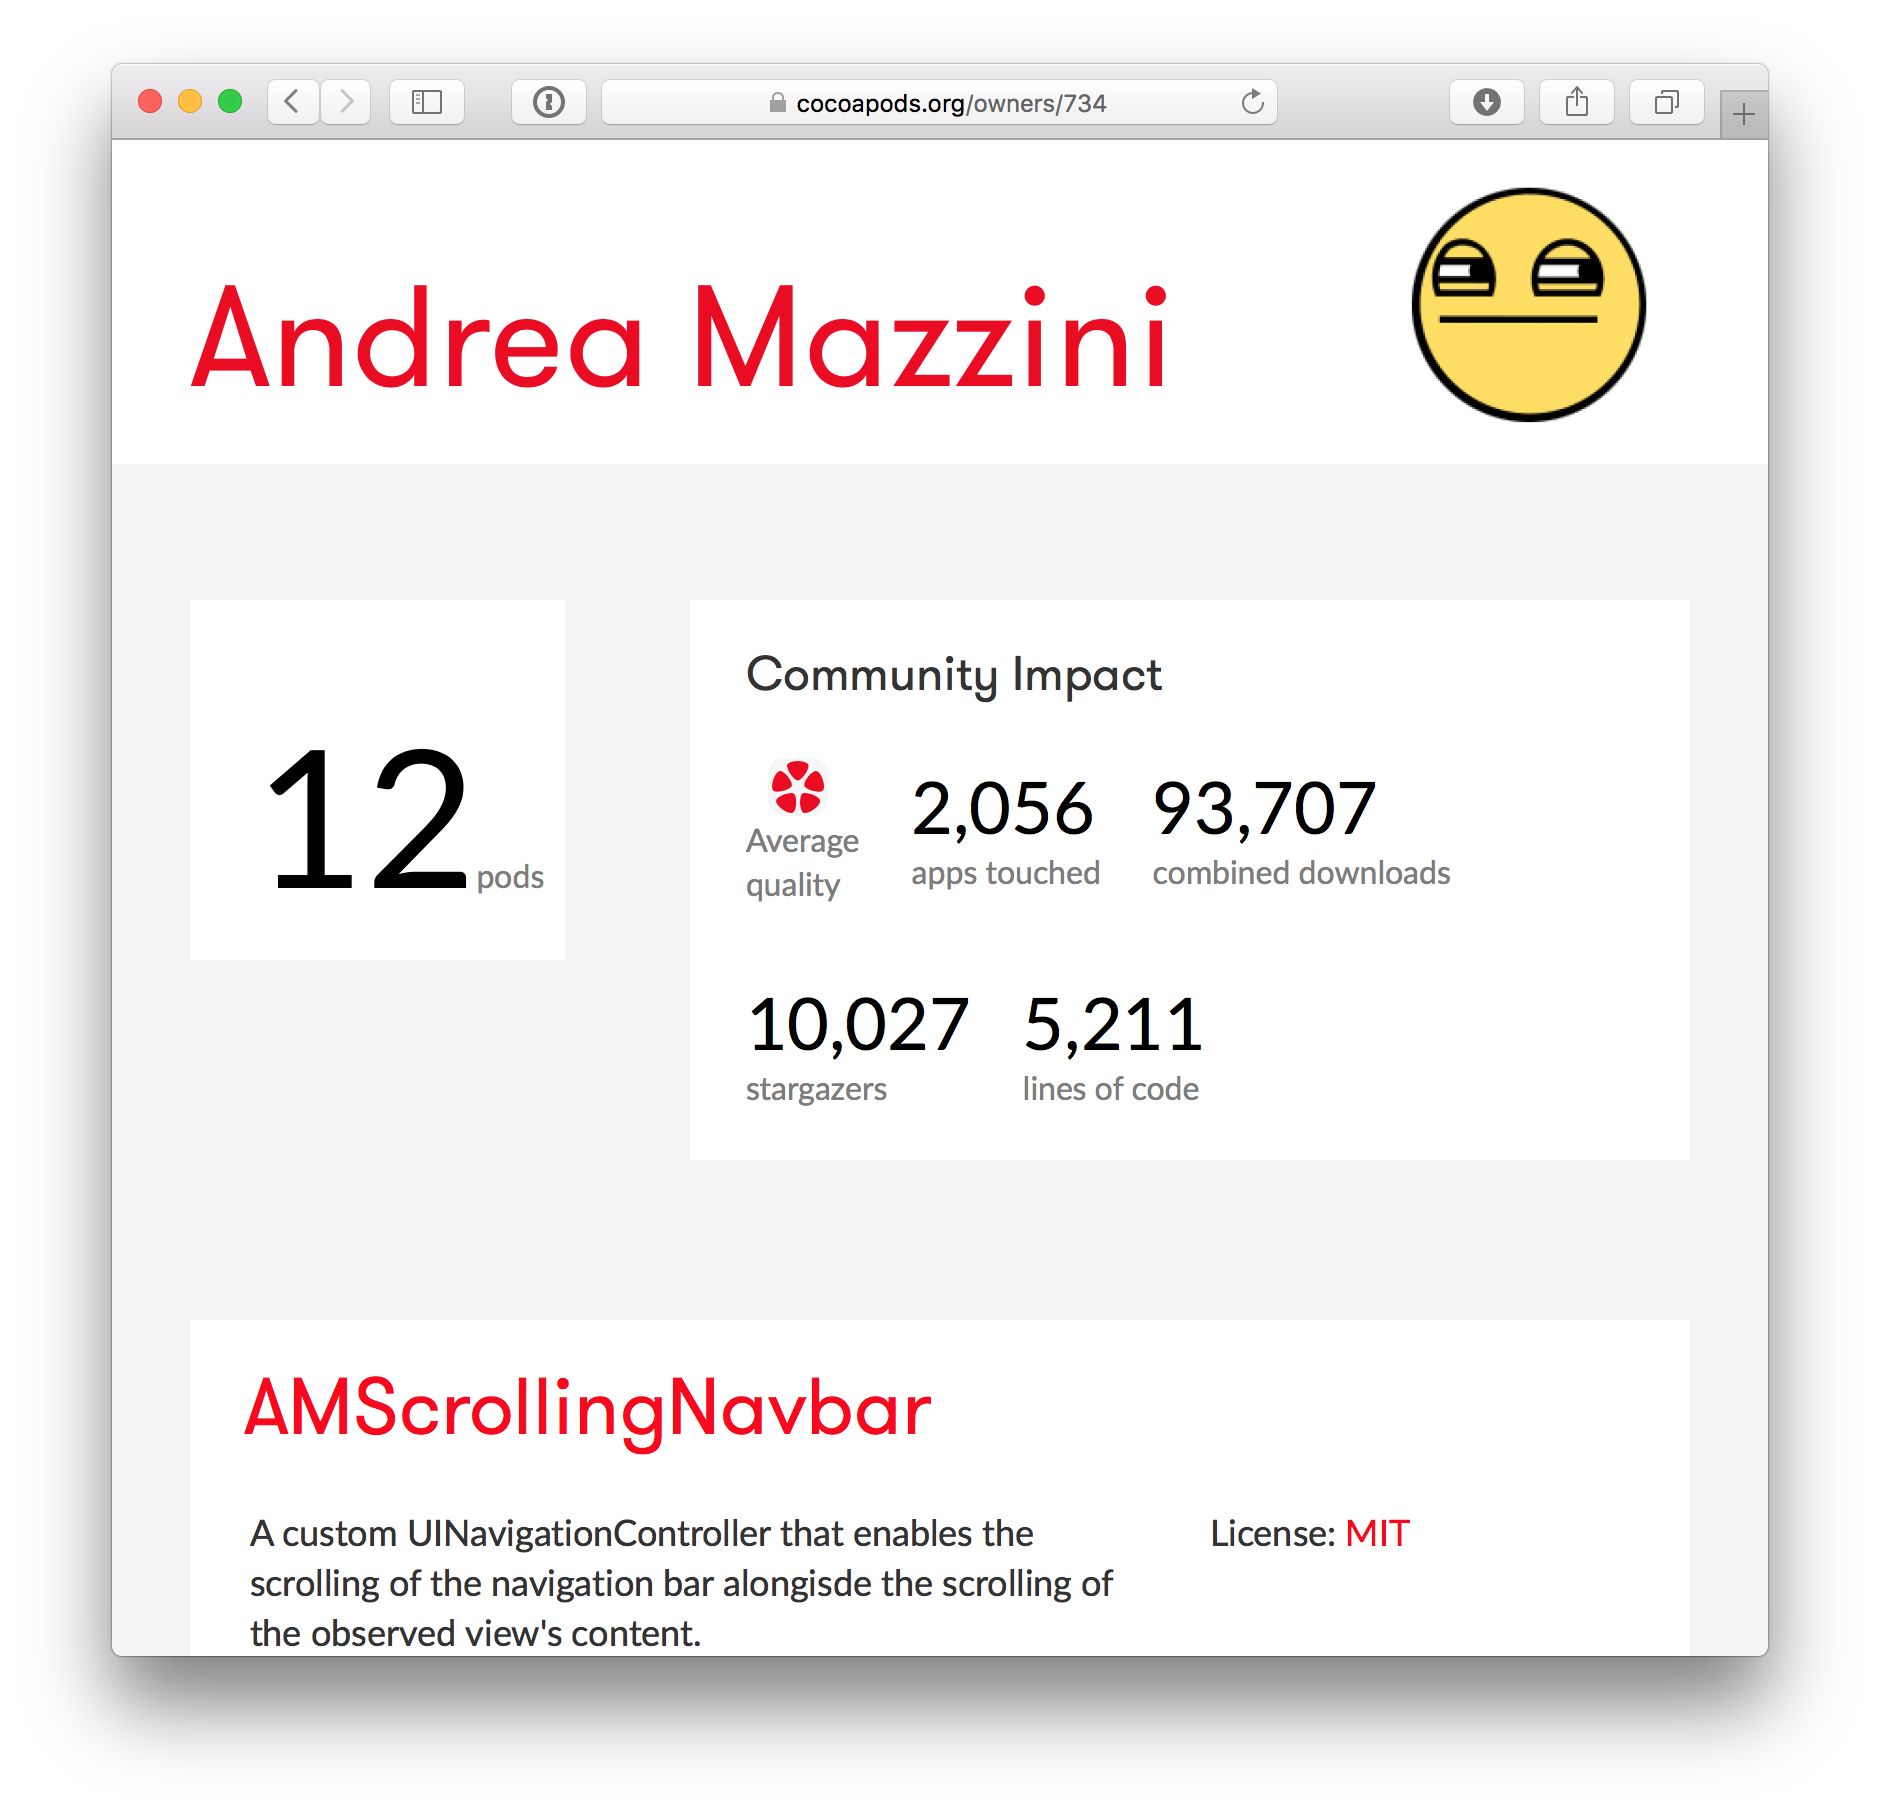 cocoapods.org/owners/734
Andrea Mazzini
12 pods
Community Impact
Average
quality
2,056
apps touched
93,707
combined downloads
10,027
stargazers
5,211
lines of code
AMScrollingNavbar
A custom UINavigationController that enables the
scrolling of the navigation bar alongisde the scrolling of
the observed view's content.
License: MIT